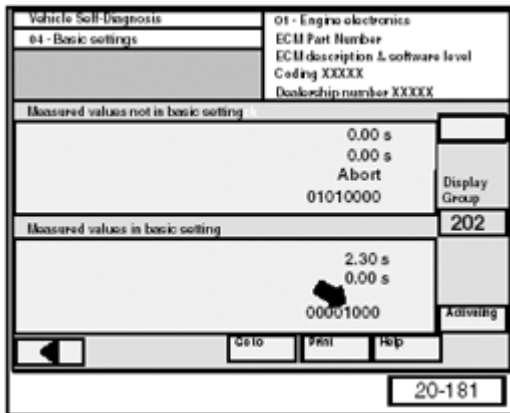 Vehicle Self-Diagnosis
04 - Basic settings
01 - Engine electronics
ECM Part Number
ECM description & software level
Coding XXXXX
Dealership number XXXXX
Measured values not in basic setting
0.00 s
0.00 s
Abort
01010000
Display
Group
202
Measured values in basic setting
2.30 s
0.00 s
00001000
Activating
Go to
Print
Help
20-181